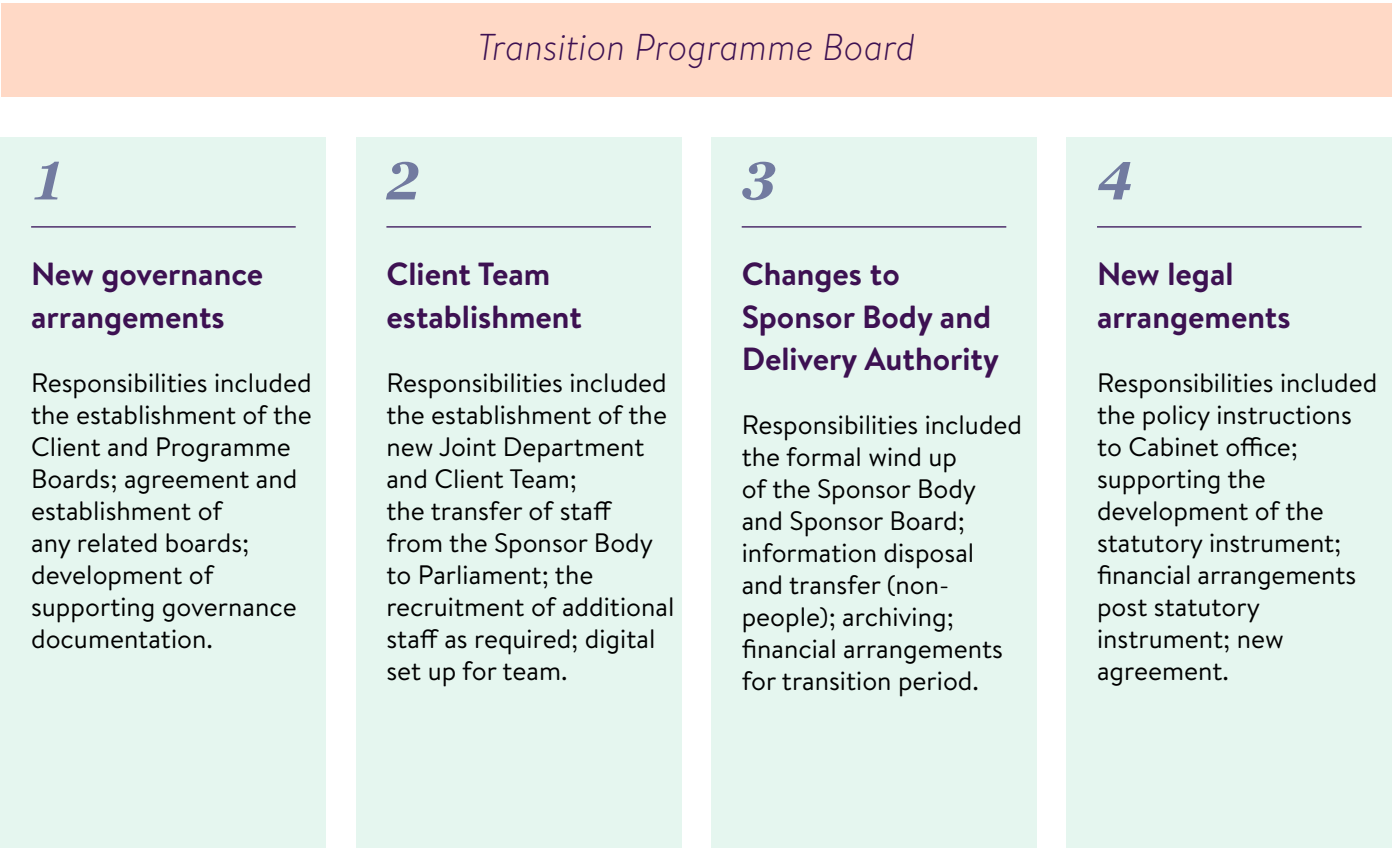 Transition Programme Board
1
New governance
arrangements
Responsibilities included
the establishment of the
Client and Programme
Boards; agreement and
establishment of
any related boards;
development of
supporting governance
documentation.
2
Client Team
establishment
Responsibilities included
the establishment of the
new Joint Department
and Client Team;
the transfer of staff
from the Sponsor Body
to Parliament; the
recruitment of additional
staff as required; digital
set up for team.
3
Changes to
Sponsor Body and
Delivery Authority
Responsibilities included
the formal wind up
of the Sponsor Body
and Sponsor Board;
information disposal
and transfer (non-
people); archiving;
financial arrangements
for transition period.
4
New legal
arrangements
Responsibilities included
the policy instructions
to Cabinet office;
supporting the
development of the
statutory instrument;
financial arrangements
post statutory
instrument; new
agreement.